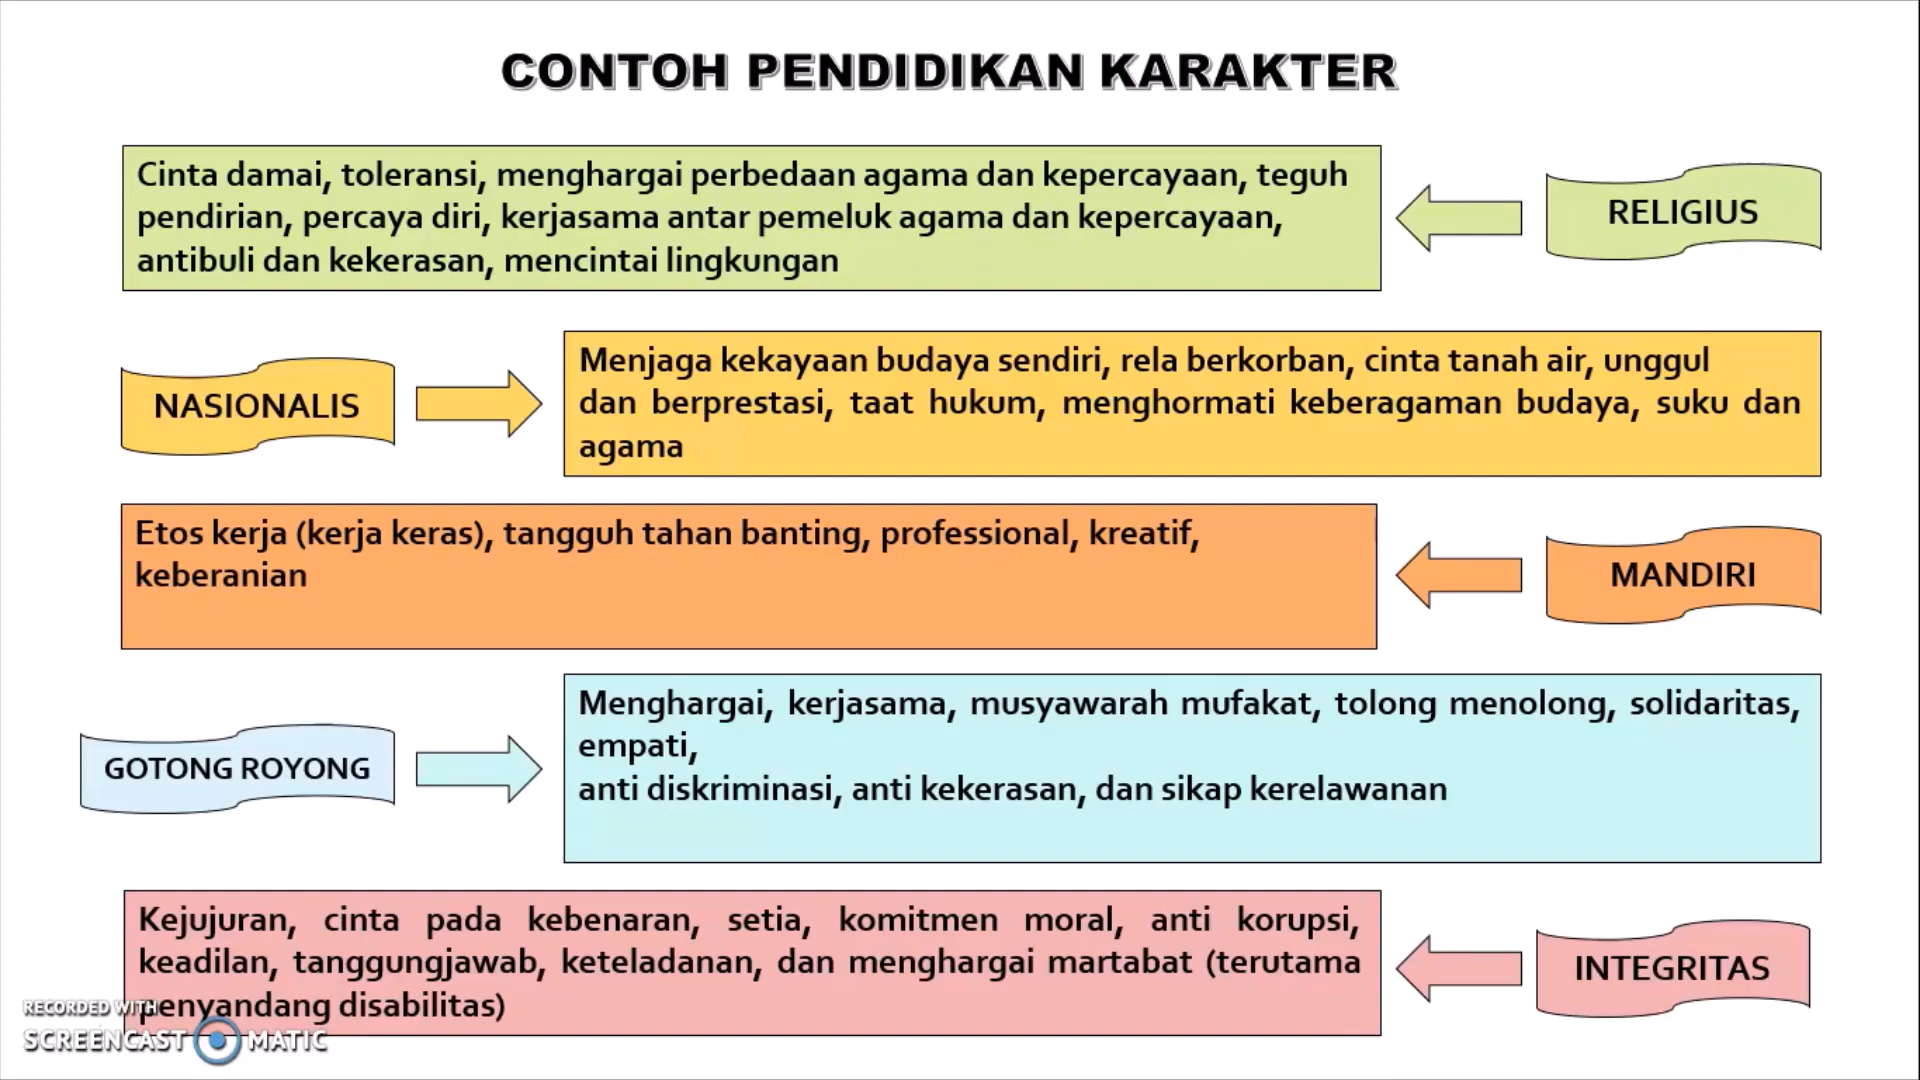 CONTOH PENDIDIKAN KARAKTER
Cinta damai, toleransi, menghargai perbedaan agama dan kepercayaan, teguh
pendirian, percaya diri, kerjasama antar pemeluk agama dan kepercayaan,
antibuli dan kekerasan, mencintai lingkungan
RELIGIUS
NASIONALIS
Menjaga kekayaan budaya sendiri, rela berkorban, cinta tanah air, unggul
dan berprestasi, taat hukum, menghormati keberagaman budaya, suku dan
agama
Etos kerja (kerja keras), tangguh tahan banting, professional, kreatif,
keberanian
MANDIRI
GOTONG ROYONG
Menghargai, kerjasama, musyawarah mufakat, tolong menolong, solidaritas,
empati,
anti diskriminasi, anti kekerasan, dan sikap kerelawanan
Kejujuran, cinta pada kebenaran, setia, komitmen moral, anti korupsi,
keadilan, tanggungjawab, keteladanan, dan menghargai martabat (terutama
penyandang disabilitas)
INTEGRITAS
RECORDED WITH
SCREENCAST MATIC